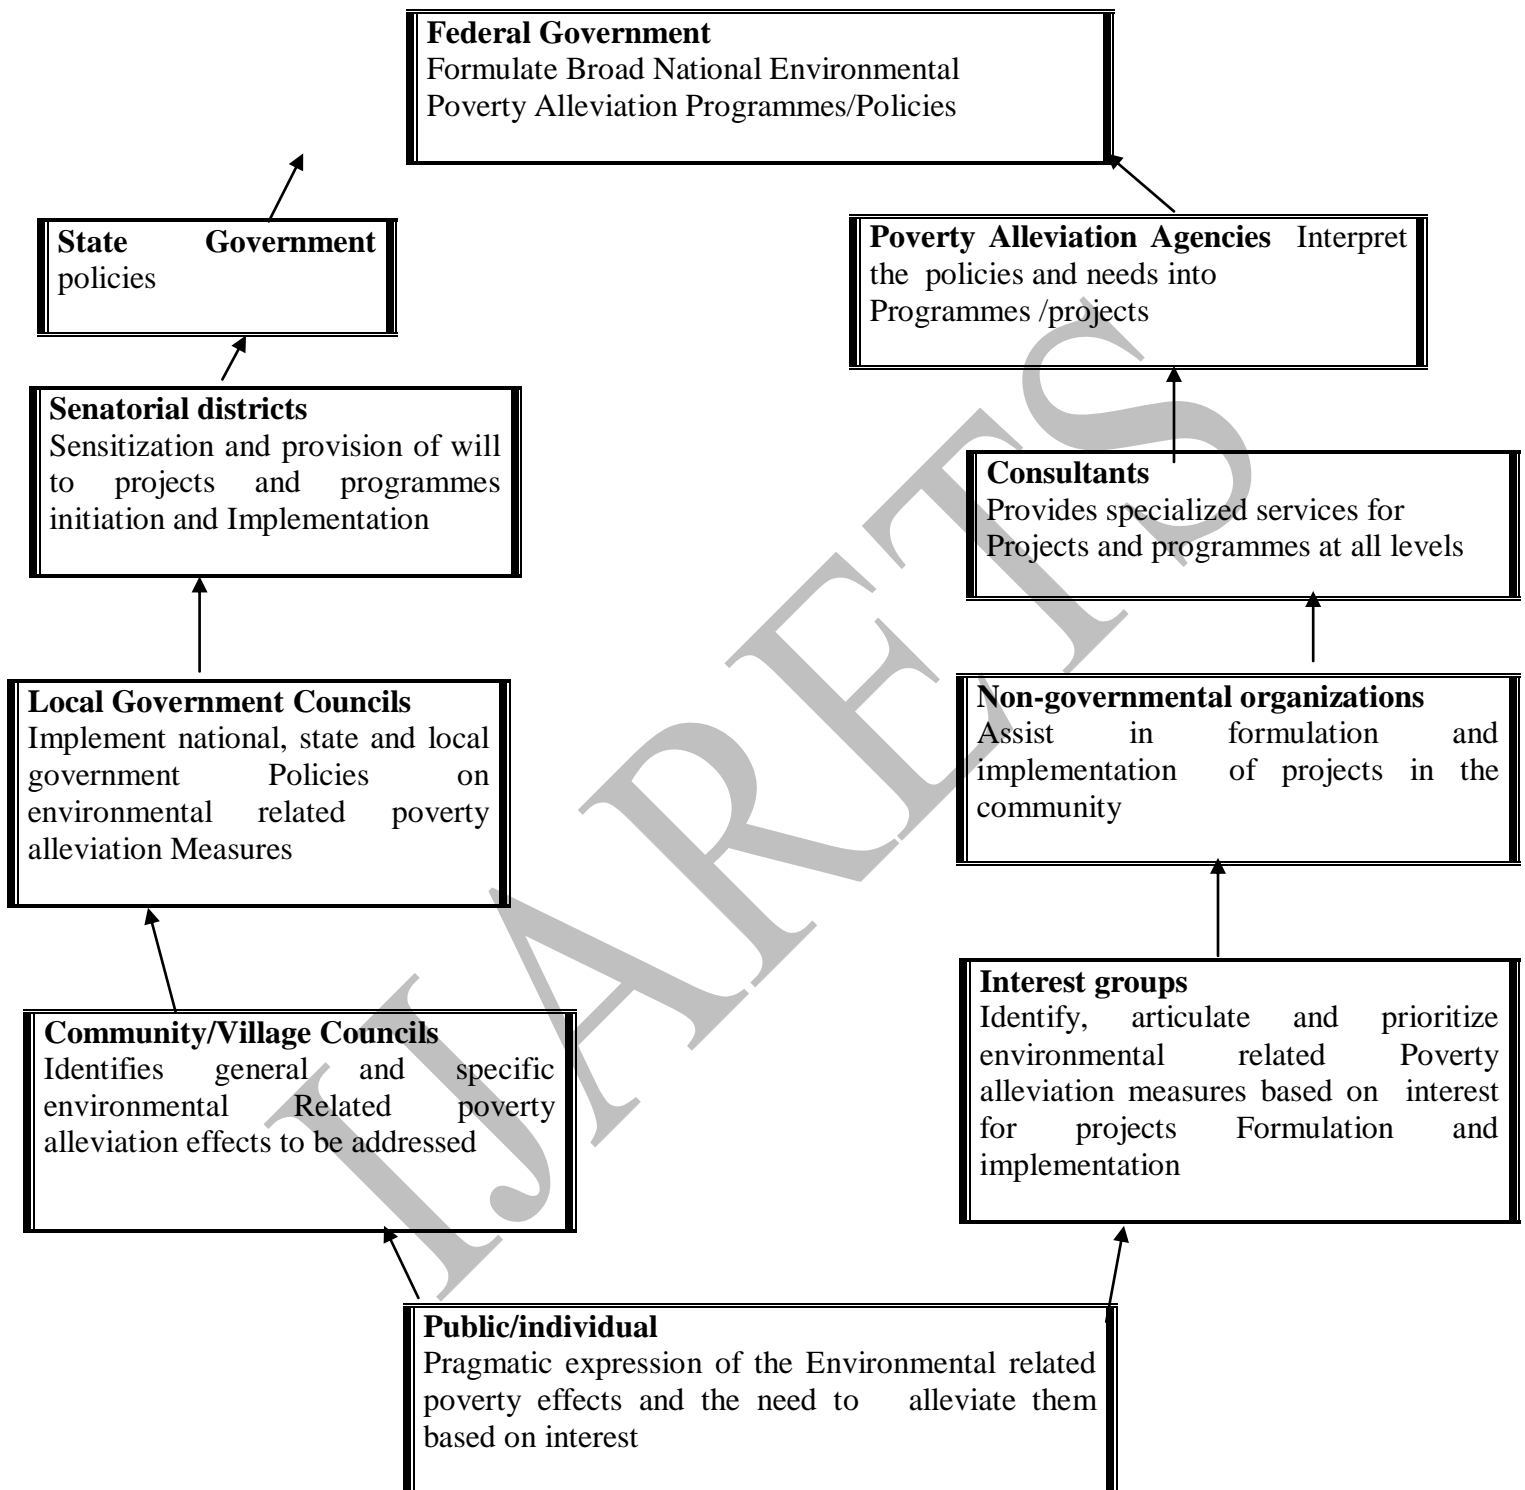 Federal Government
Formulate Broad National Environmental
Poverty Alleviation Programmes/Policies
State Government
policies
Poverty Alleviation Agencies Interpret
the policies and needs into
Programmes /projects
Senatorial districts
Sensitization and provision of will
to projects and programmes
initiation and Implementation
Consultants
Provides specialized services for
Projects and programmes at all levels
Local Government Councils
Implement national, state and local
government Policies on
environmental related poverty
alleviation Measures
Non-governmental organizations
Assist in formulation and
implementation of projects in the
community
Community/Village Councils
Identifies general and specific
environmental Related poverty
alleviation effects to be addressed
Interest groups
Identify, articulate and prioritize
environmental related Poverty
alleviation measures based on interest
for projects Formulation and
implementation
Public/individual
Pragmatic expression of the Environmental related
poverty effects and the need to alleviate them
based on interest
IJARETS